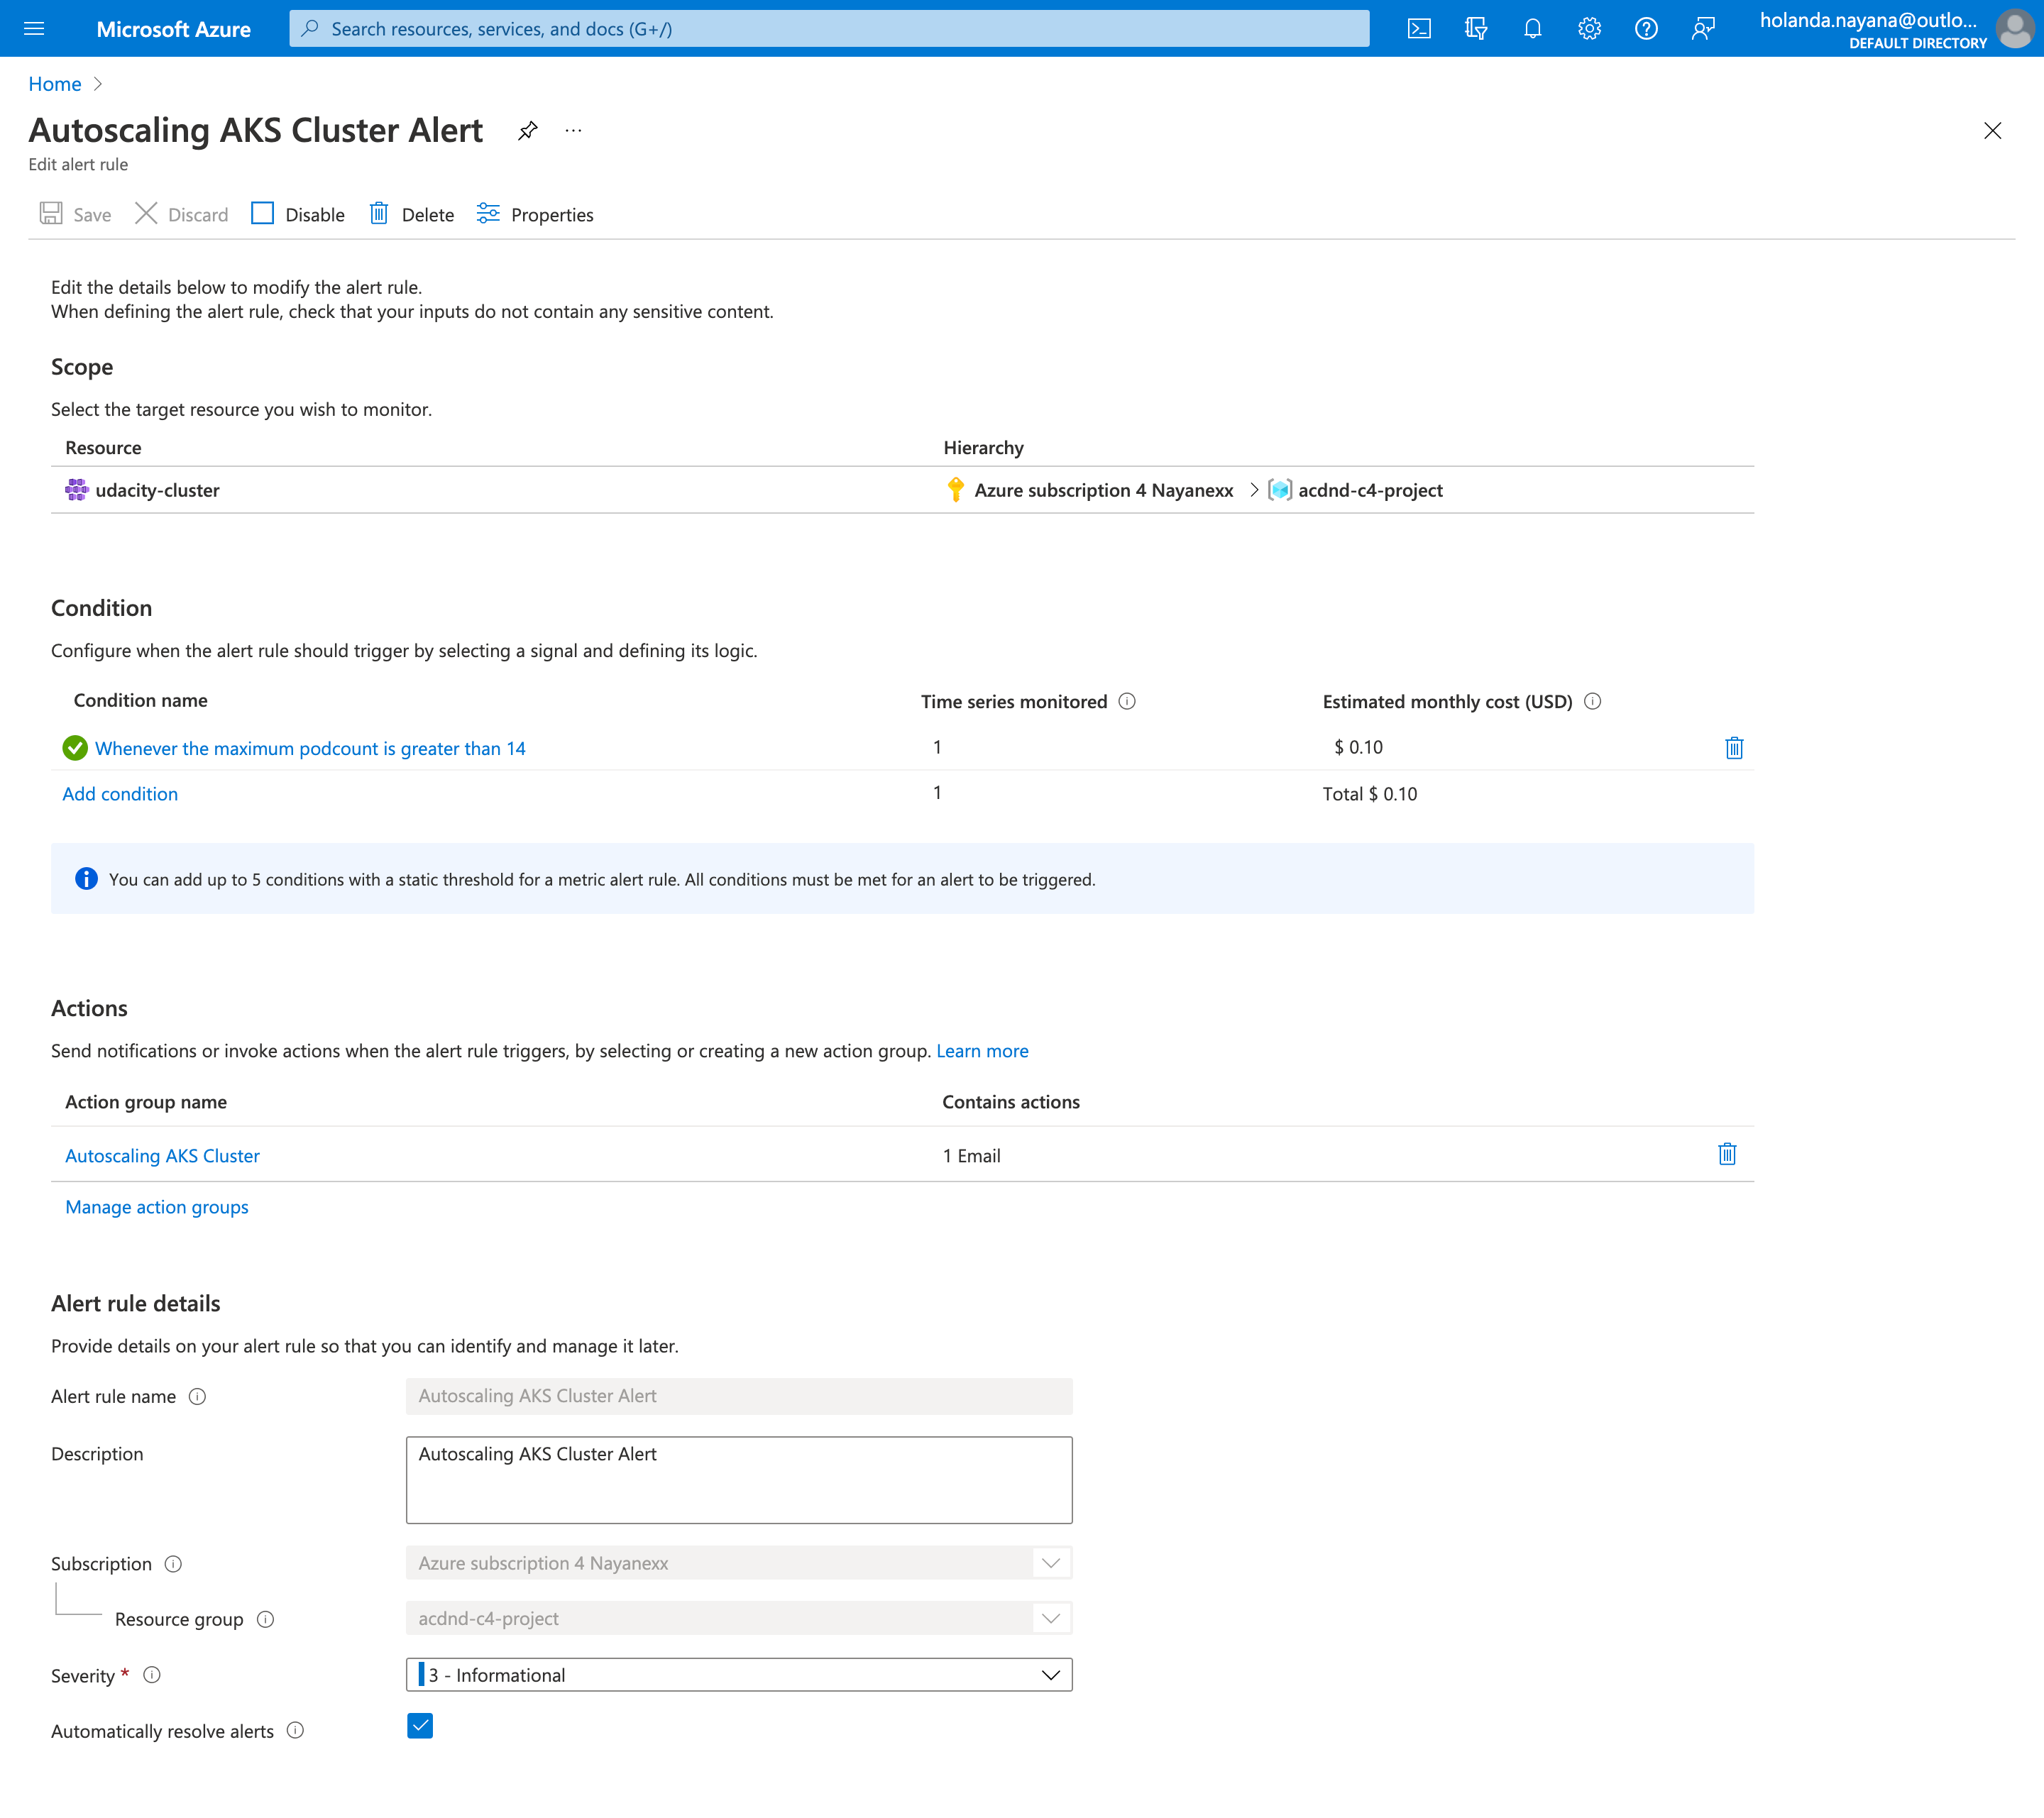 Microsoft Azure
Search resources, services, and docs (G+/)
holanda.nayana@outlo...
DEFAULT DIRECTORY
Home
Autoscaling AKS Cluster Alert
Edit alert rule
Save Discard Disable Delete Properties
Edit the details below to modify the alert rule.
When defining the alert rule, check that your inputs do not contain any sensitive content.
Scope
Select the target resource you wish to monitor.
Resource Hierarchy
udacity-cluster Azure subscription 4 Nayanexx > acdnd-c4-project
Condition
Configure when the alert rule should trigger by selecting a signal and defining its logic.
Condition name Time series monitored Estimated monthly cost (USD)
Whenever the maximum podcount is greater than 14 1 $ 0.10
Add condition 1 Total $ 0.10
You can add up to 5 conditions with a static threshold for a metric alert rule. All conditions must be met for an alert to be triggered.
Actions
Send notifications or invoke actions when the alert rule triggers, by selecting or creating a new action group. Learn more
Action group name Contains actions
Autoscaling AKS Cluster 1 Email
Manage action groups
Alert rule details
Provide details on your alert rule so that you can identify and manage it later.
Alert rule name Autoscaling AKS Cluster Alert
Description Autoscaling AKS Cluster Alert
Subscription Azure subscription 4 Nayanexx
Resource group acdnd-c4-project
Severity * 3 - Informational
Automatically resolve alerts